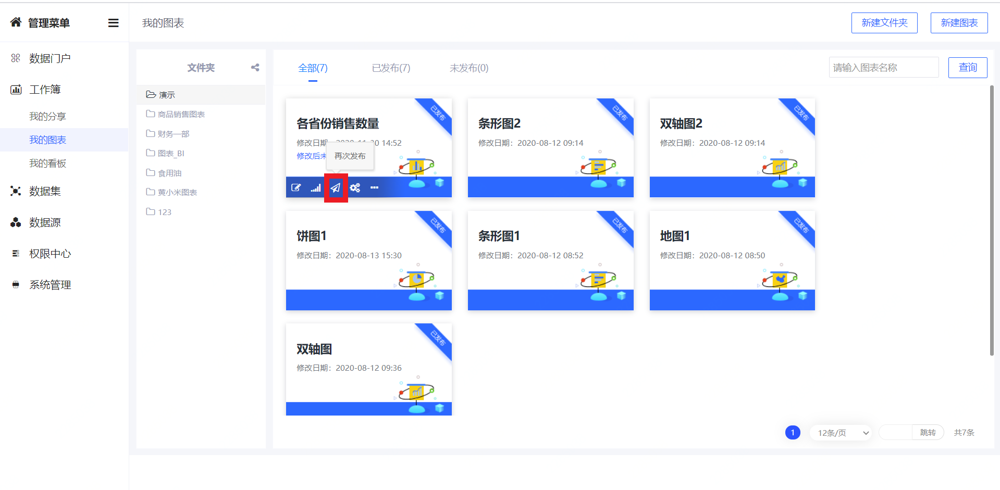 管理菜单
数据门户
工作簿
我的分享
我的图表
我的看板
数据集
数据源
权限中心
系统管理
我的图表
新建文件夹
新建图表
文件夹
演示
商品销售图表
财务一部
图表_BI
食用油
黄小米图表
123
全部(7)
已发布(7)
未发布(0)
请输入图表名称
查询
已发布
各省份销售数量
修改日期
0 14:52
修改后未
再次发布
已发布
条形图2
修改日期：2020-08-12 09:14
已发布
双轴图2
修改日期：2020-08-12 09:14
已发布
饼图1
修改日期：2020-08-13 15:30
已发布
条形图1
修改日期：2020-08-12 08:52
已发布
地图1
修改日期：2020-08-12 08:50
已发布
双轴图
修改日期：2020-08-12 09:36
1
12条/页
跳转
共7条